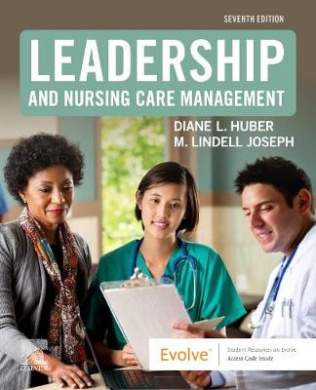 SEVENTH EDITION
LEADERSHIP
AND NURSING CARE MANAGEMENT
DIANE L. HUBER
M. LINDELL JOSEPH
Evolve
Student Resources on Evolve
Access Code Inside